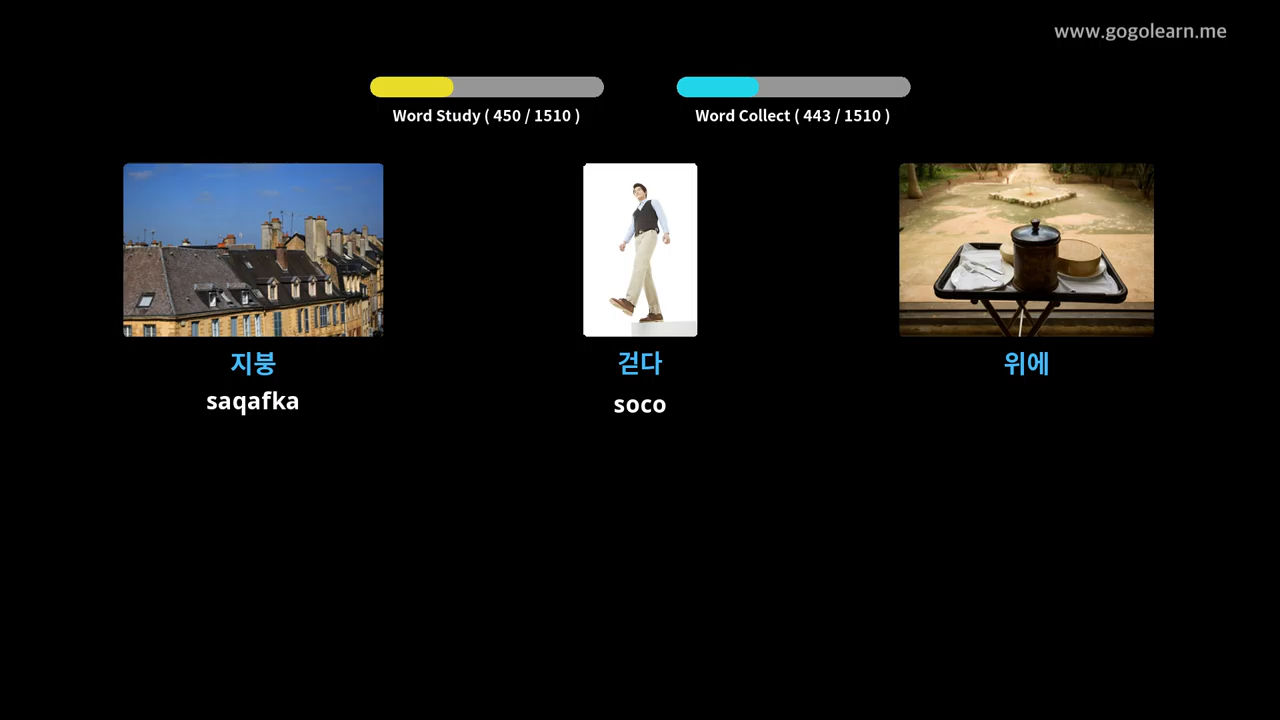 www.gogolearn.me
Word Study ( 450 / 1510 )
Word Collect ( 443 / 1510 )
지붕
걷다
위에
saqafka
soco